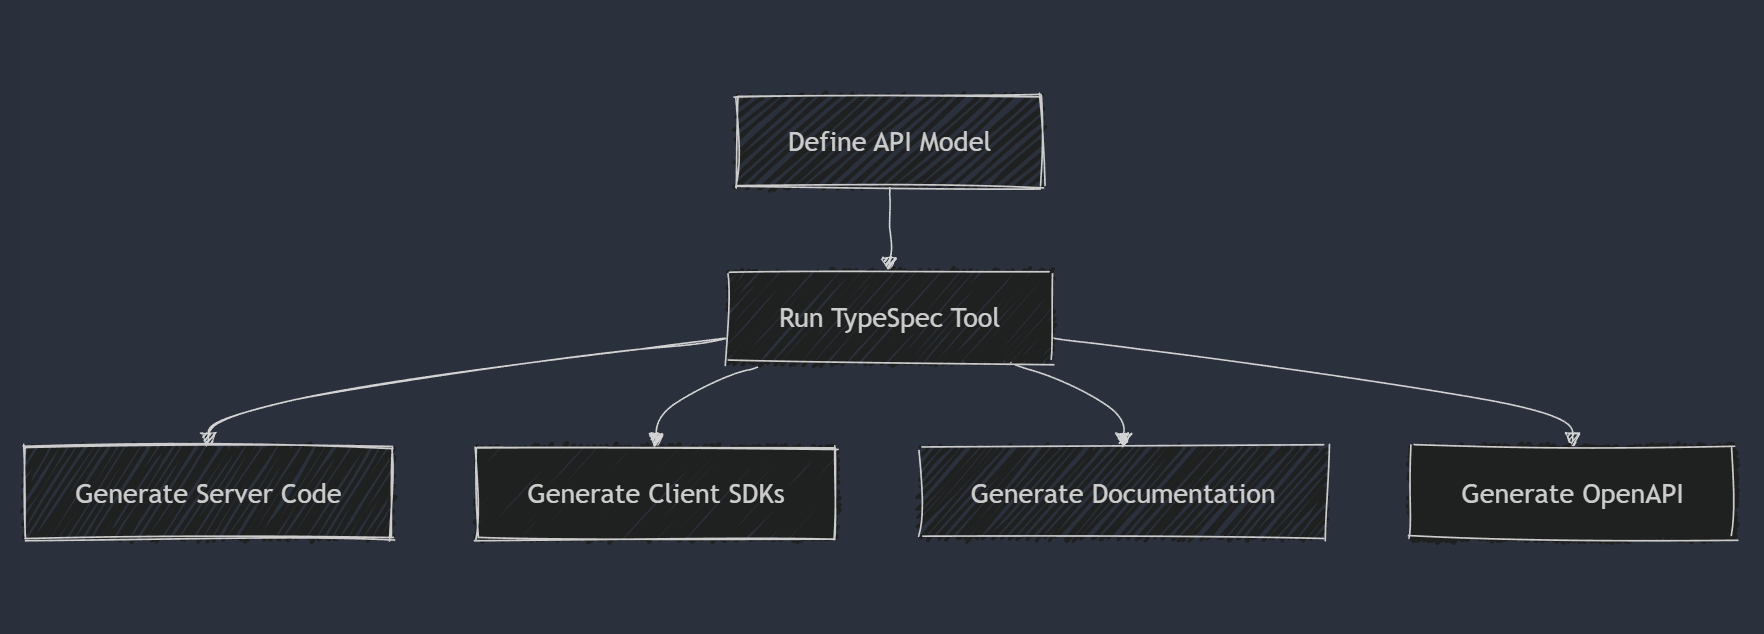 Define API Model
Run TypeSpec Tool
Generate Server Code
Generate Client SDKs
Generate Documentation
Generate OpenAPI